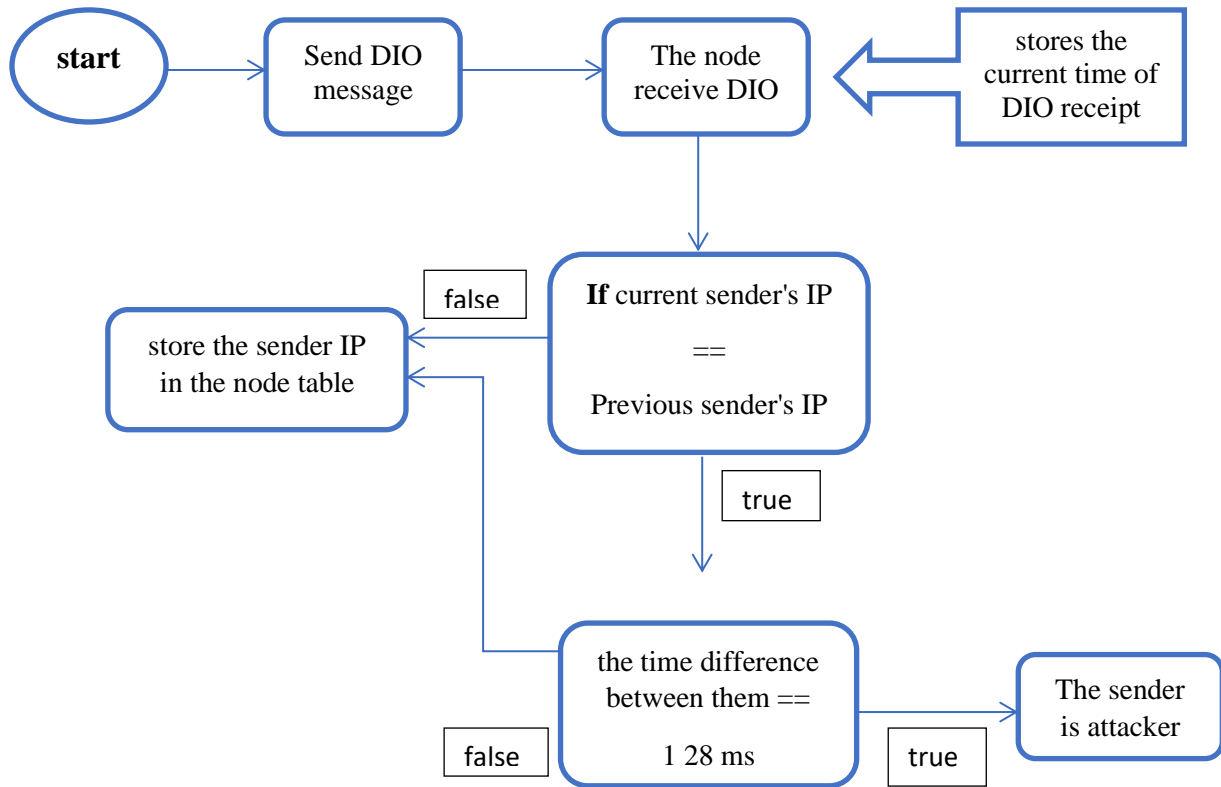 start
Send DIO
message
The node
receive DIO
stores the
current time of
DIO receipt
If current sender's IP
==
Previous sender's IP
false
store the sender IP
in the node table
true
the time difference
between them ==
1 28 ms
false
true
The sender
is attacker